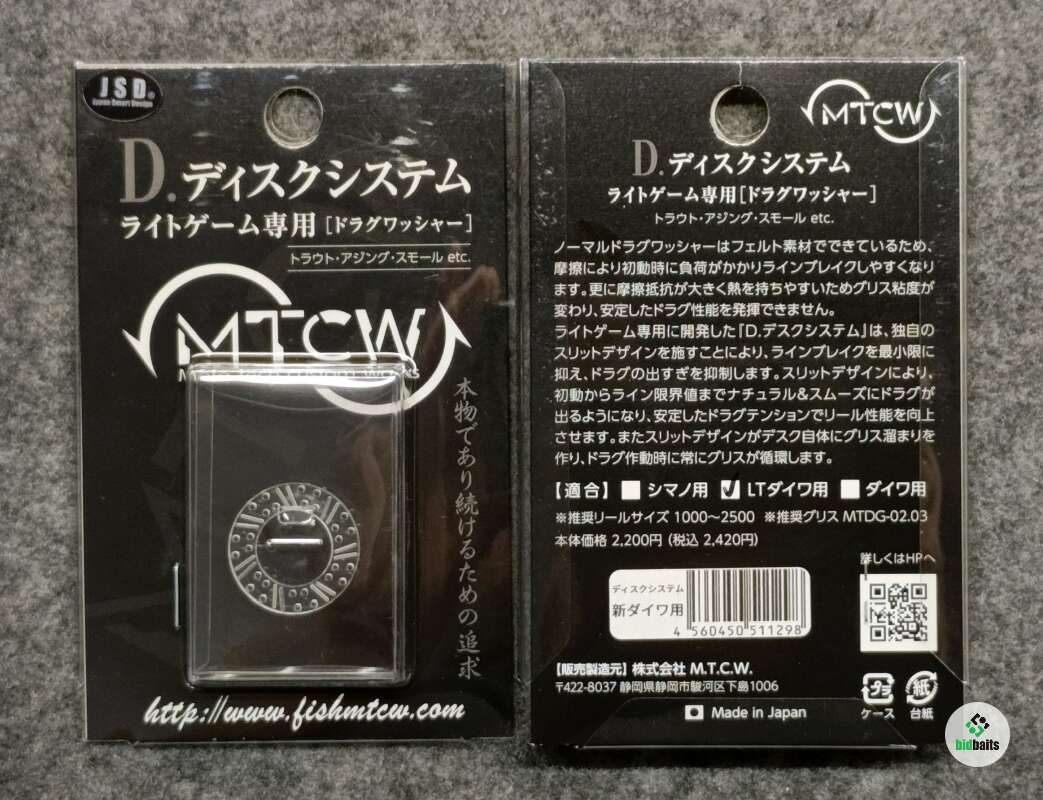 JSD®
Japan Smart Design
D.ディスクシステム
ライトゲーム専用[ドラグワッシャー]
トラウト・アジング・スモール etc.
MTCW
本物であり続けるための追求
http://www.fishmtcw.com
MTCW
D.ディスクシステム
ライトゲーム専用[ドラグワッシャー]
トラウト・アジング・スモール etc.
ノーマルドラグワッシャーはフェルト素材でできているため、
摩擦により初動時に負荷がかかりラインブレイクしやすくなり
ます。更に摩擦抵抗が大きく熱を持ちやすいためグリス粘度が
変わり、安定したドラグ性能を発揮できません。
ライトゲーム専用に開発した「D.デスクシステム」は、独自の
スリットデザインを施すことにより、ラインブレイクを最小限に
抑え、ドラグの出すぎを抑制します。スリットデザインにより、
初動からライン限界値までナチュラル&スムーズにドラグが
出るようになり、安定したドラグテンションでリール性能を向上
させます。またスリットデザインがデスク自体にグリス溜まりを
作り、ドラグ作動時に常にグリスが循環します。
【適合】 シマノ用 LTダイワ用 ダイワ用
※推奨リールサイズ 1000〜2500 ※推奨グリス MTDG-02.03
本体価格 2,200円(税込 2,420円)
詳しくはHPへ
ディスクシステム
新ダイワ用
4 560450 511298
【販売製造元】株式会社 M.T.C.W.
〒422-8037 静岡県静岡市駿河区下島1006
Made in Japan
プラ
ケース
紙
台紙
bidbaits